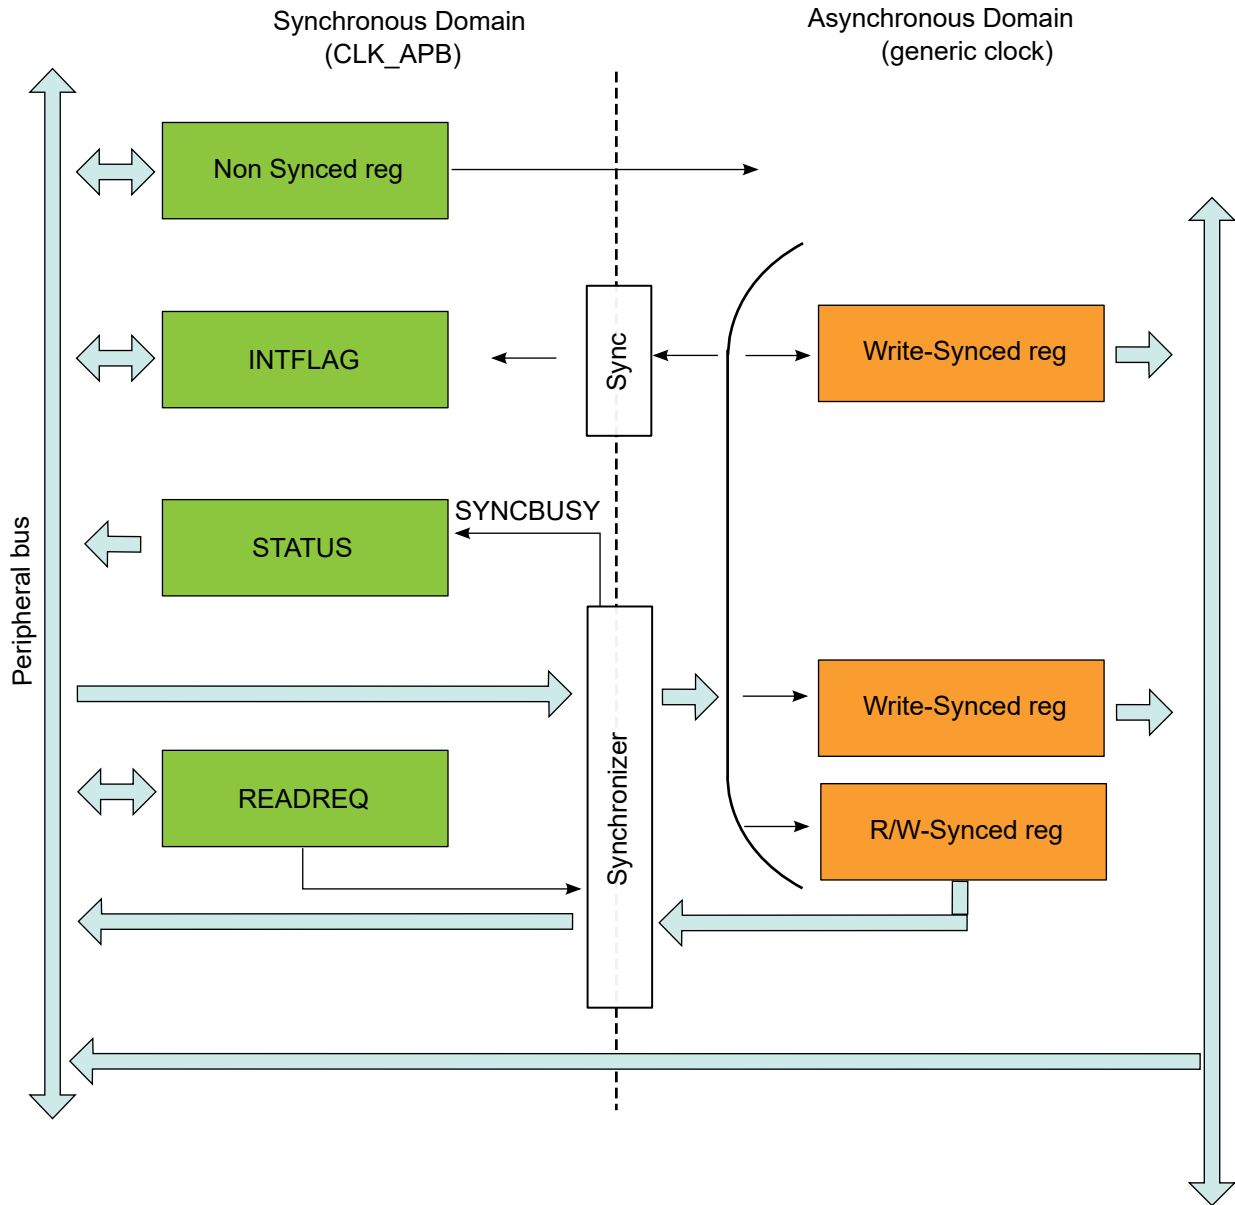 Synchronous Domain
(CLK_APB)
Asynchronous Domain
(generic clock)
Non Synced reg
INTFLAG
Sync
Write-Synced reg
SYNCBUSY
STATUS
Peripheral bus
Write-Synced reg
Synchronizer
READREQ
R/W-Synced reg